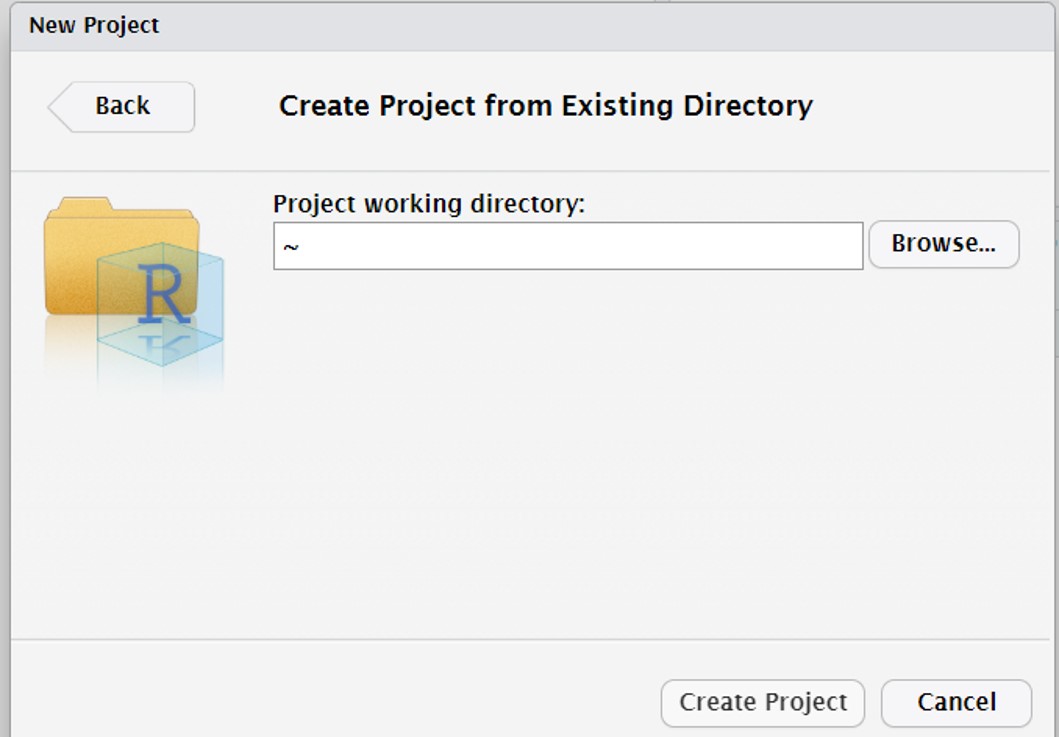 New Project
Back
Create Project from Existing Directory
Project working directory:
~
Browse...
R
Create Project
Cancel